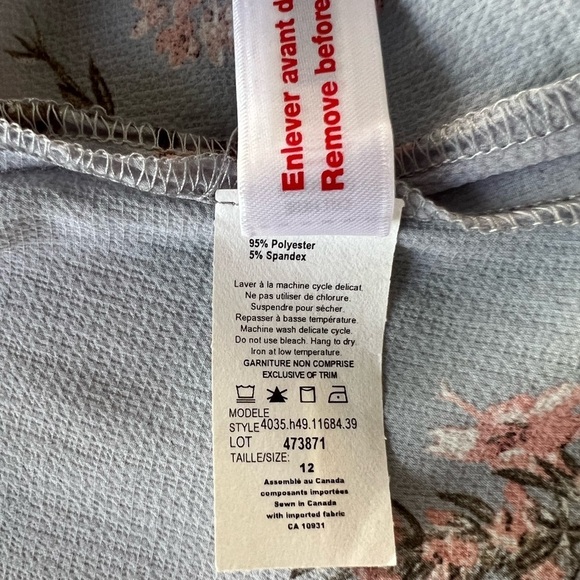 Enlever avant d
Remove before
95% Polyester
5% Spandex
Laver à la machine cycle delicat.
Ne pas utiliser de chlorure.
Suspendre pour sécher.
Repasser à basse température.
Machine wash delicate cycle.
Do not use bleach. Hang to dry.
Iron at low temperature.
GARNITURE NON COMPRISE
EXCLUSIVE OF TRIM
MODELE
STYLE 4035.h49.11684.39
LOT 473871
TAILLE/SIZE:
12
Assemblé au Canada
composants importées
Sewn in Canada
with imported fabric
CA 10931